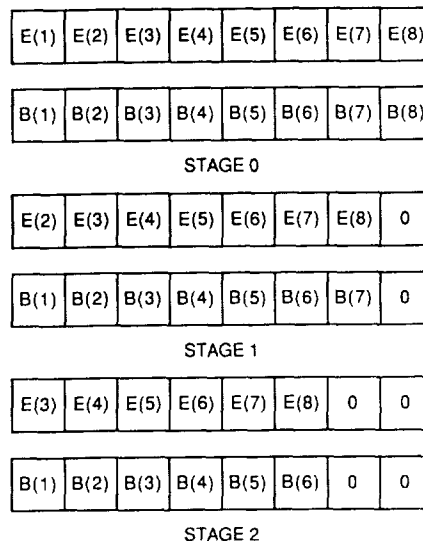 E(1) E(2) E(3) E(4) E(5) E(6) E(7) E(8)
B(1) B(2) B(3) B(4) B(5) B(6) B(7) B(8)
STAGE 0
E(2) E(3) E(4) E(5) E(6) E(7) E(8) 0
B(1) B(2) B(3) B(4) B(5) B(6) B(7) 0
STAGE 1
E(3) E(4) E(5) E(6) E(7) E(8) 0 0
B(1) B(2) B(3) B(4) B(5) B(6) 0 0
STAGE 2